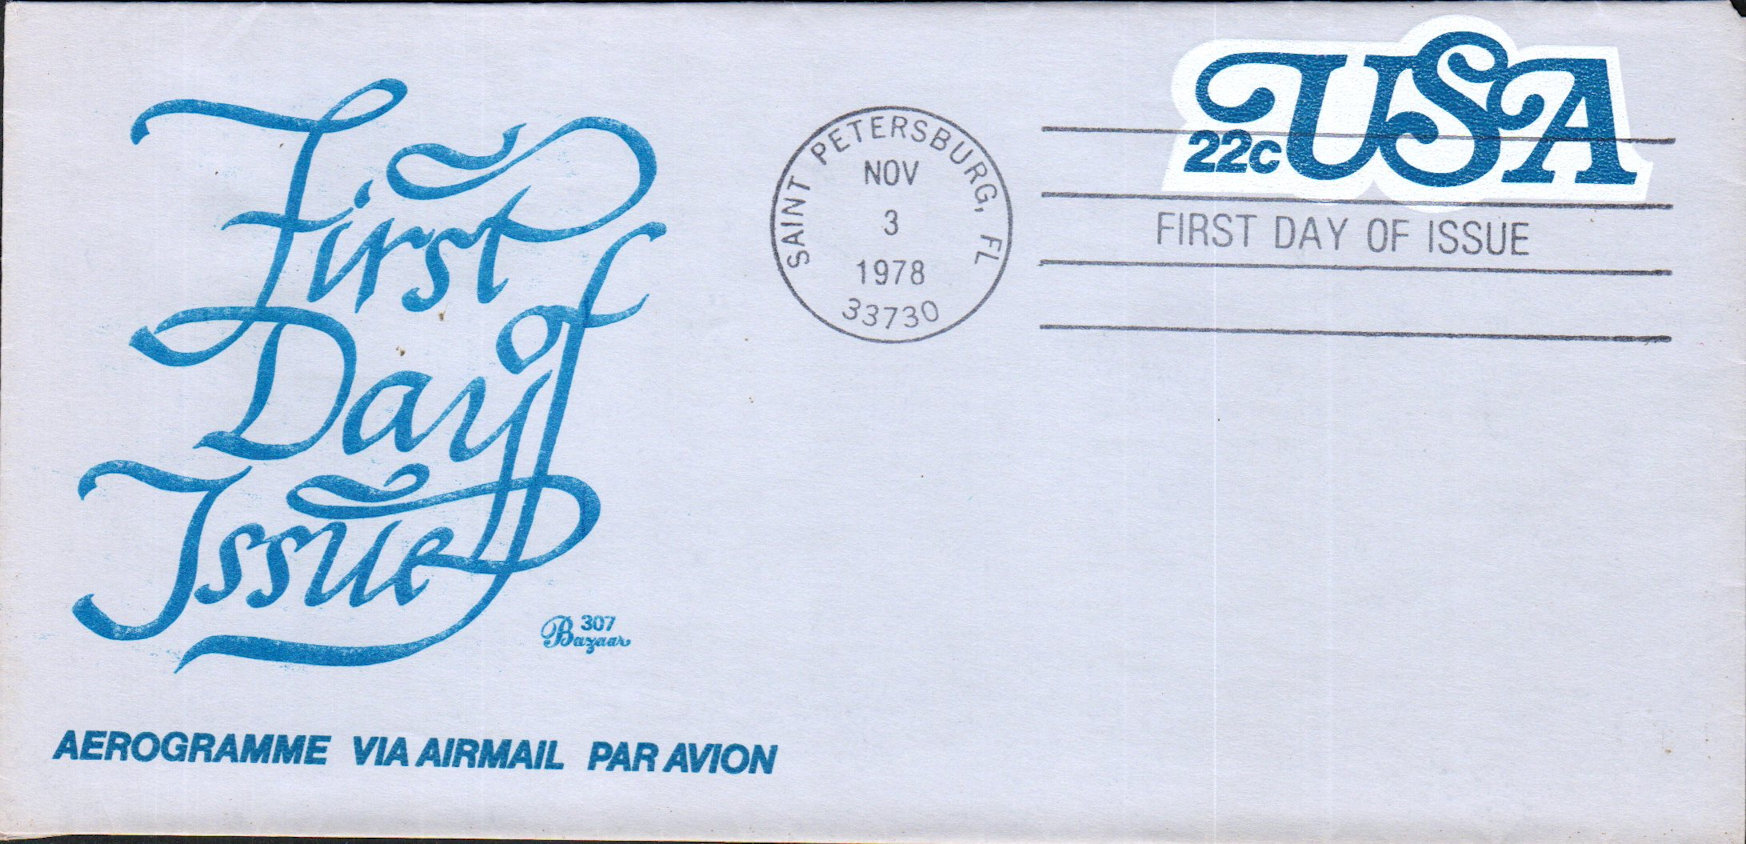 First
Day of
Issue
307
Bazaar
AEROGRAMME VIA AIRMAIL PAR AVION
SAINT PETERSBURG, FL
NOV
3
1978
33730
USA
22c
FIRST DAY OF ISSUE